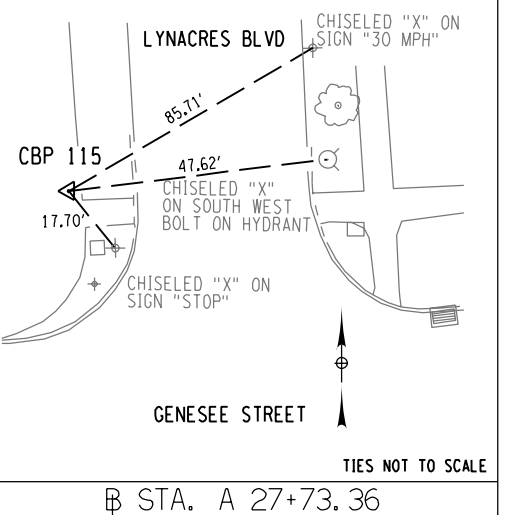 CHISELED "X" ON
SIGN "30 MPH"
LYNACRES BLVD
85.71'
CBP 115
47.62'
CHISELED "X"
ON SOUTH WEST
BOLT ON HYDRANT
17.70'
CHISELED "X" ON
SIGN "STOP"
GENESEE STREET
TIES NOT TO SCALE
B STA. A 27+73.36